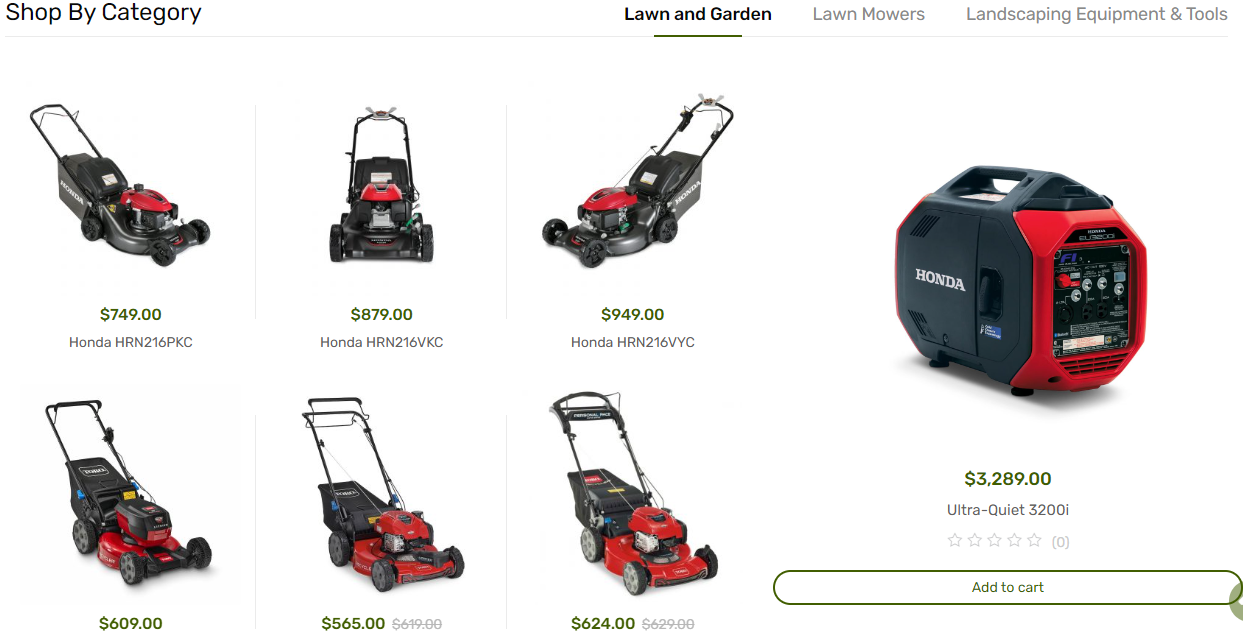 Shop By Category
Lawn and Garden
Lawn Mowers
Landscaping Equipment & Tools
HONDA
HONDA
HONDA
EU3200i
FI
HONDA
$749.00
$879.00
$949.00
Honda HRN216PKC
Honda HRN216VKC
Honda HRN216VYC
TORO
TORO
PERSONAL PACE
TORO
$3,289.00
Ultra-Quiet 3200i
(0)
Add to cart
$609.00
$565.00 $619.00
$624.00 $629.00